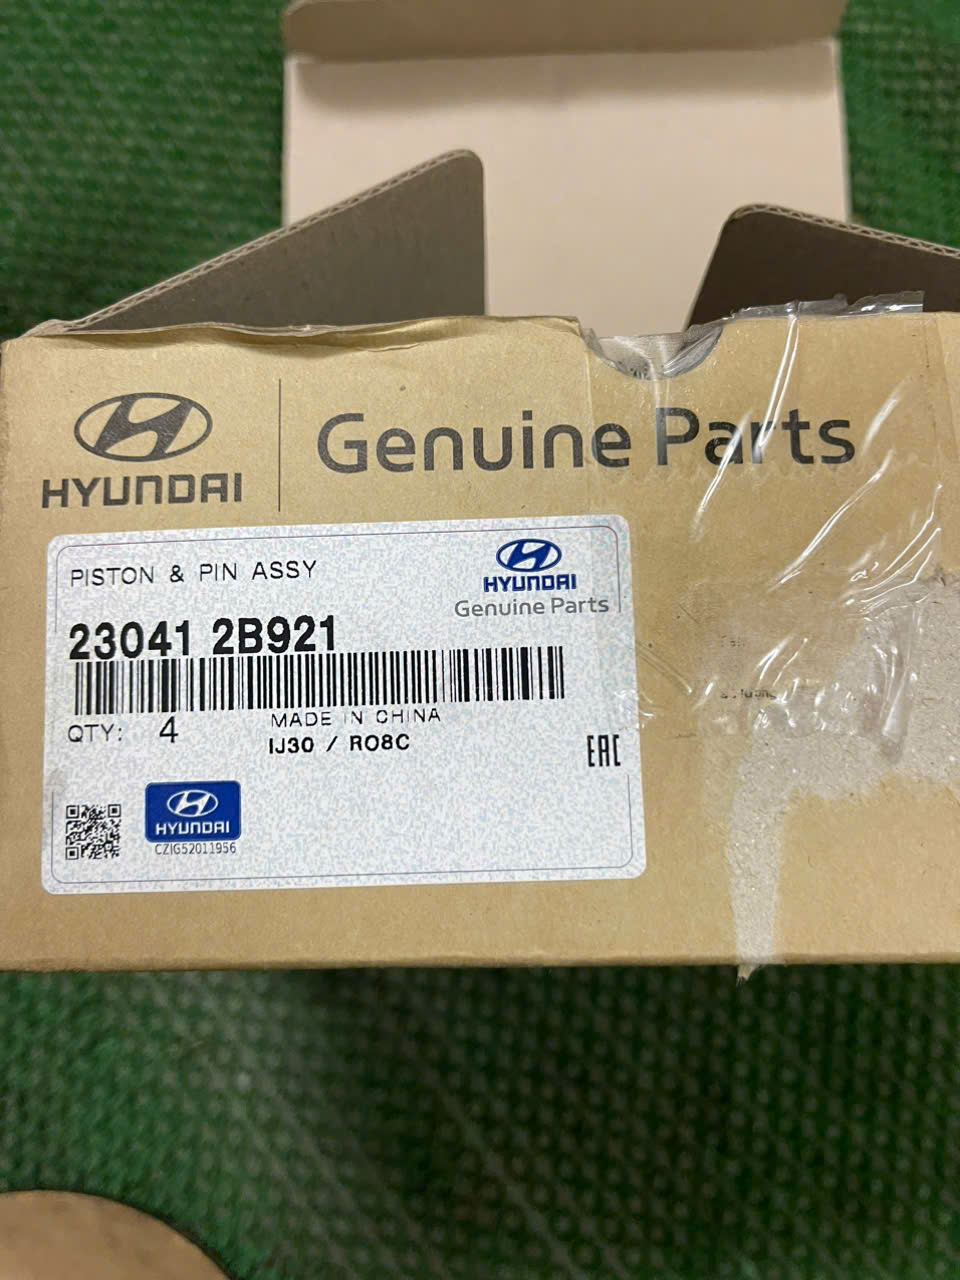 HYUNDAI
Genuine Parts
PISTON & PIN ASSY
HYUNDAI
Genuine Parts
23041 2B921
QTY: 4
MADE IN CHINA
IJ30 / RO8C
EAC
HYUNDAI
CZIG52011956